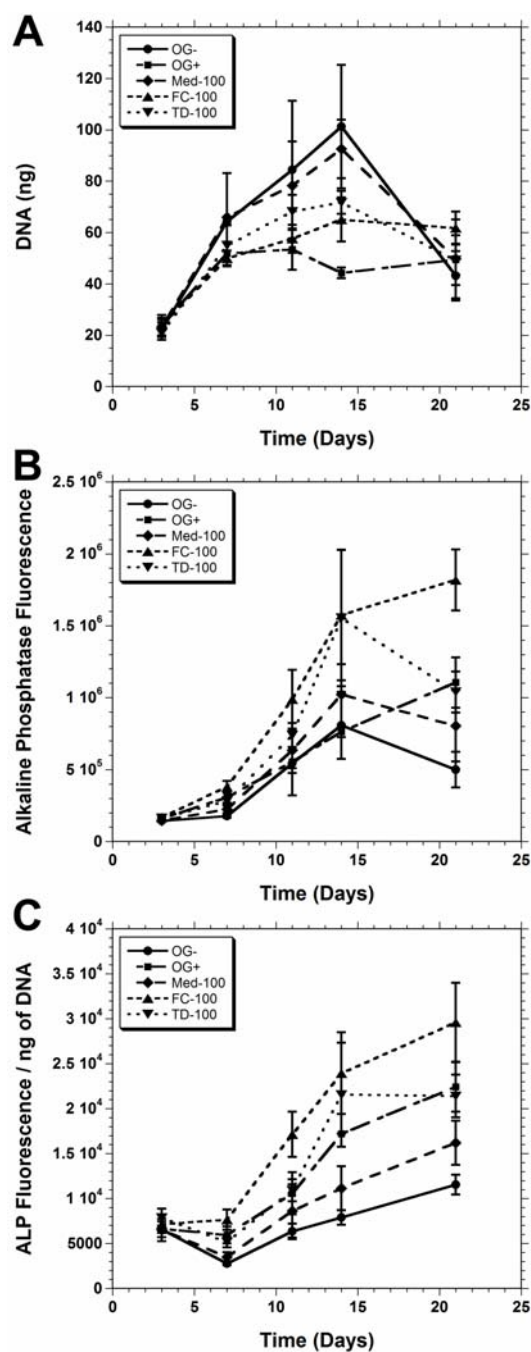 A
140
120
100
80
60
40
20
0
DNA (ng)
OG-
OG+
Med-100
FC-100
TD-100
0 5 10 15 20 25
Time (Days)
B
2.5 10⁶
2 10⁶
1.5 10⁶
1 10⁶
5 10⁵
0
Alkaline Phosphatase Fluorescence
OG-
OG+
Med-100
FC-100
TD-100
0 5 10 15 20 25
Time (Days)
C
4 10⁴
3.5 10⁴
3 10⁴
2.5 10⁴
2 10⁴
1.5 10⁴
1 10⁴
5000
0
ALP Fluorescence / ng of DNA
OG-
OG+
Med-100
FC-100
TD-100
0 5 10 15 20 25
Time (Days)